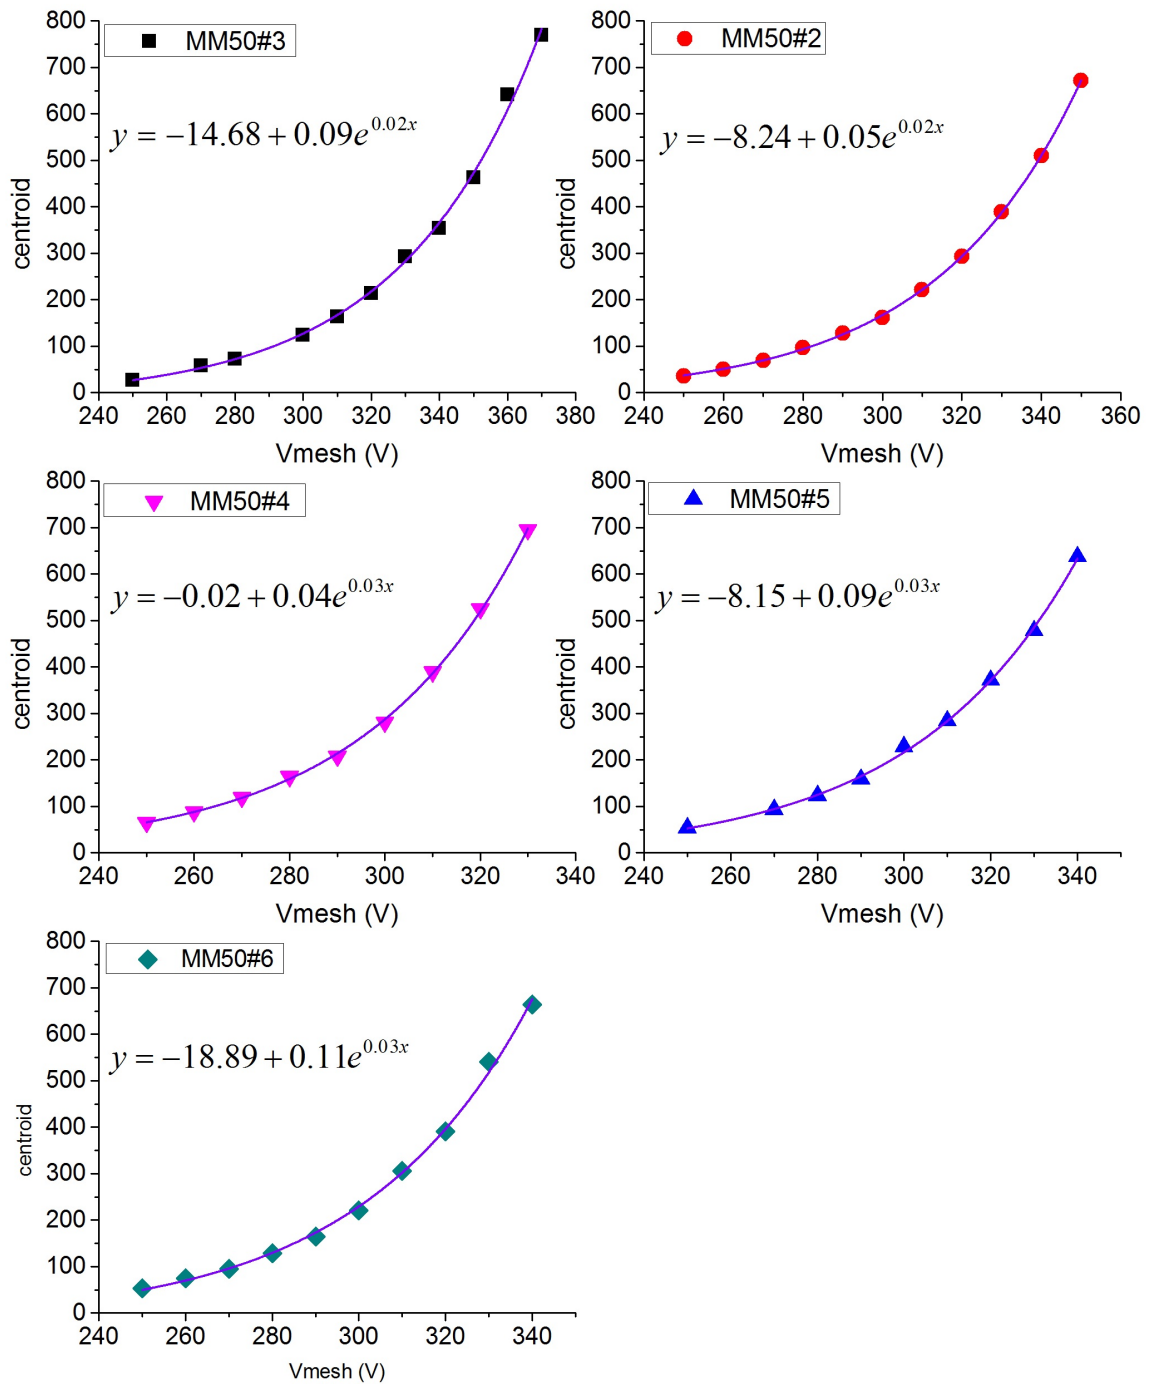 MM50#3
y = −14.68 + 0.09e^{0.02x}
800
700
600
500
400
300
200
100
0
centroid
240 260 280 300 320 340 360 380
Vmesh (V)
MM50#2
y = −8.24 + 0.05e^{0.02x}
800
700
600
500
400
300
200
100
0
centroid
240 260 280 300 320 340 360
Vmesh (V)
MM50#4
y = −0.02 + 0.04e^{0.03x}
800
700
600
500
400
300
200
100
0
centroid
240 260 280 300 320 340
Vmesh (V)
MM50#5
y = −8.15 + 0.09e^{0.03x}
800
700
600
500
400
300
200
100
0
centroid
240 260 280 300 320 340
Vmesh (V)
MM50#6
y = −18.89 + 0.11e^{0.03x}
800
700
600
500
400
300
200
100
0
centroid
240 260 280 300 320 340
Vmesh (V)